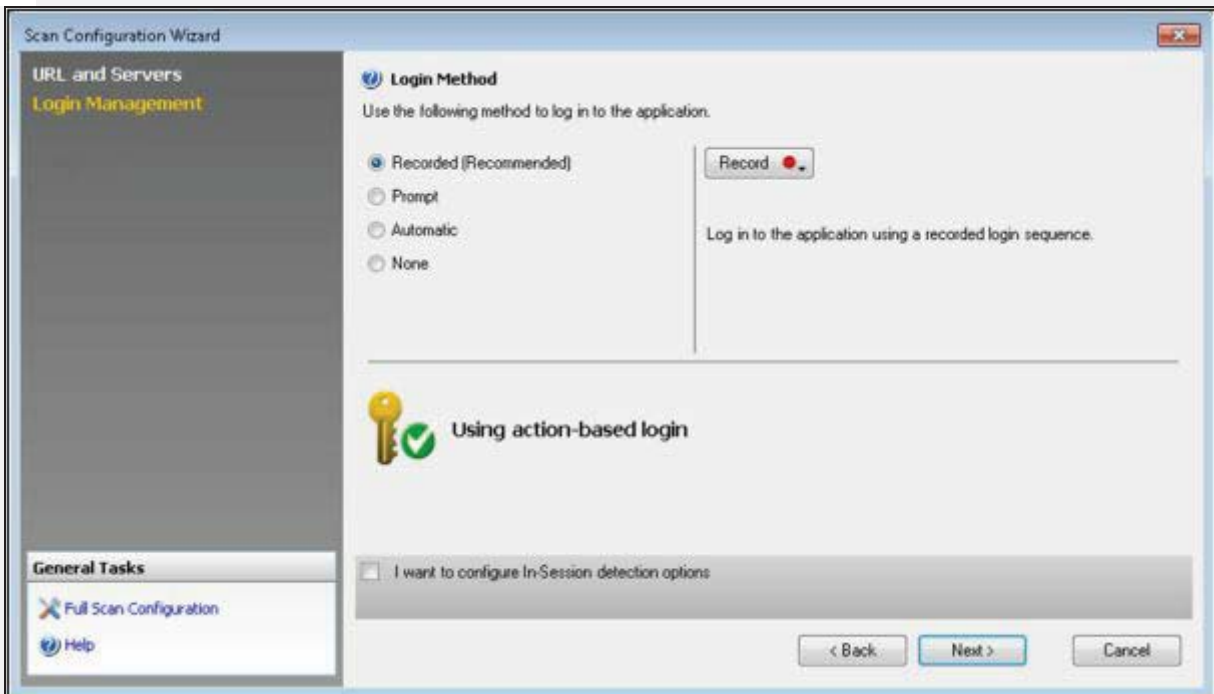 Scan Configuration Wizard
URL and Servers
Login Management
Login Method
Use the following method to log in to the application.
Recorded (Recommended)
Prompt
Automatic
None
Record
Log in to the application using a recorded login sequence.
Using action-based login
I want to configure In-Session detection options
General Tasks
Full Scan Configuration
Help
< Back
Next >
Cancel